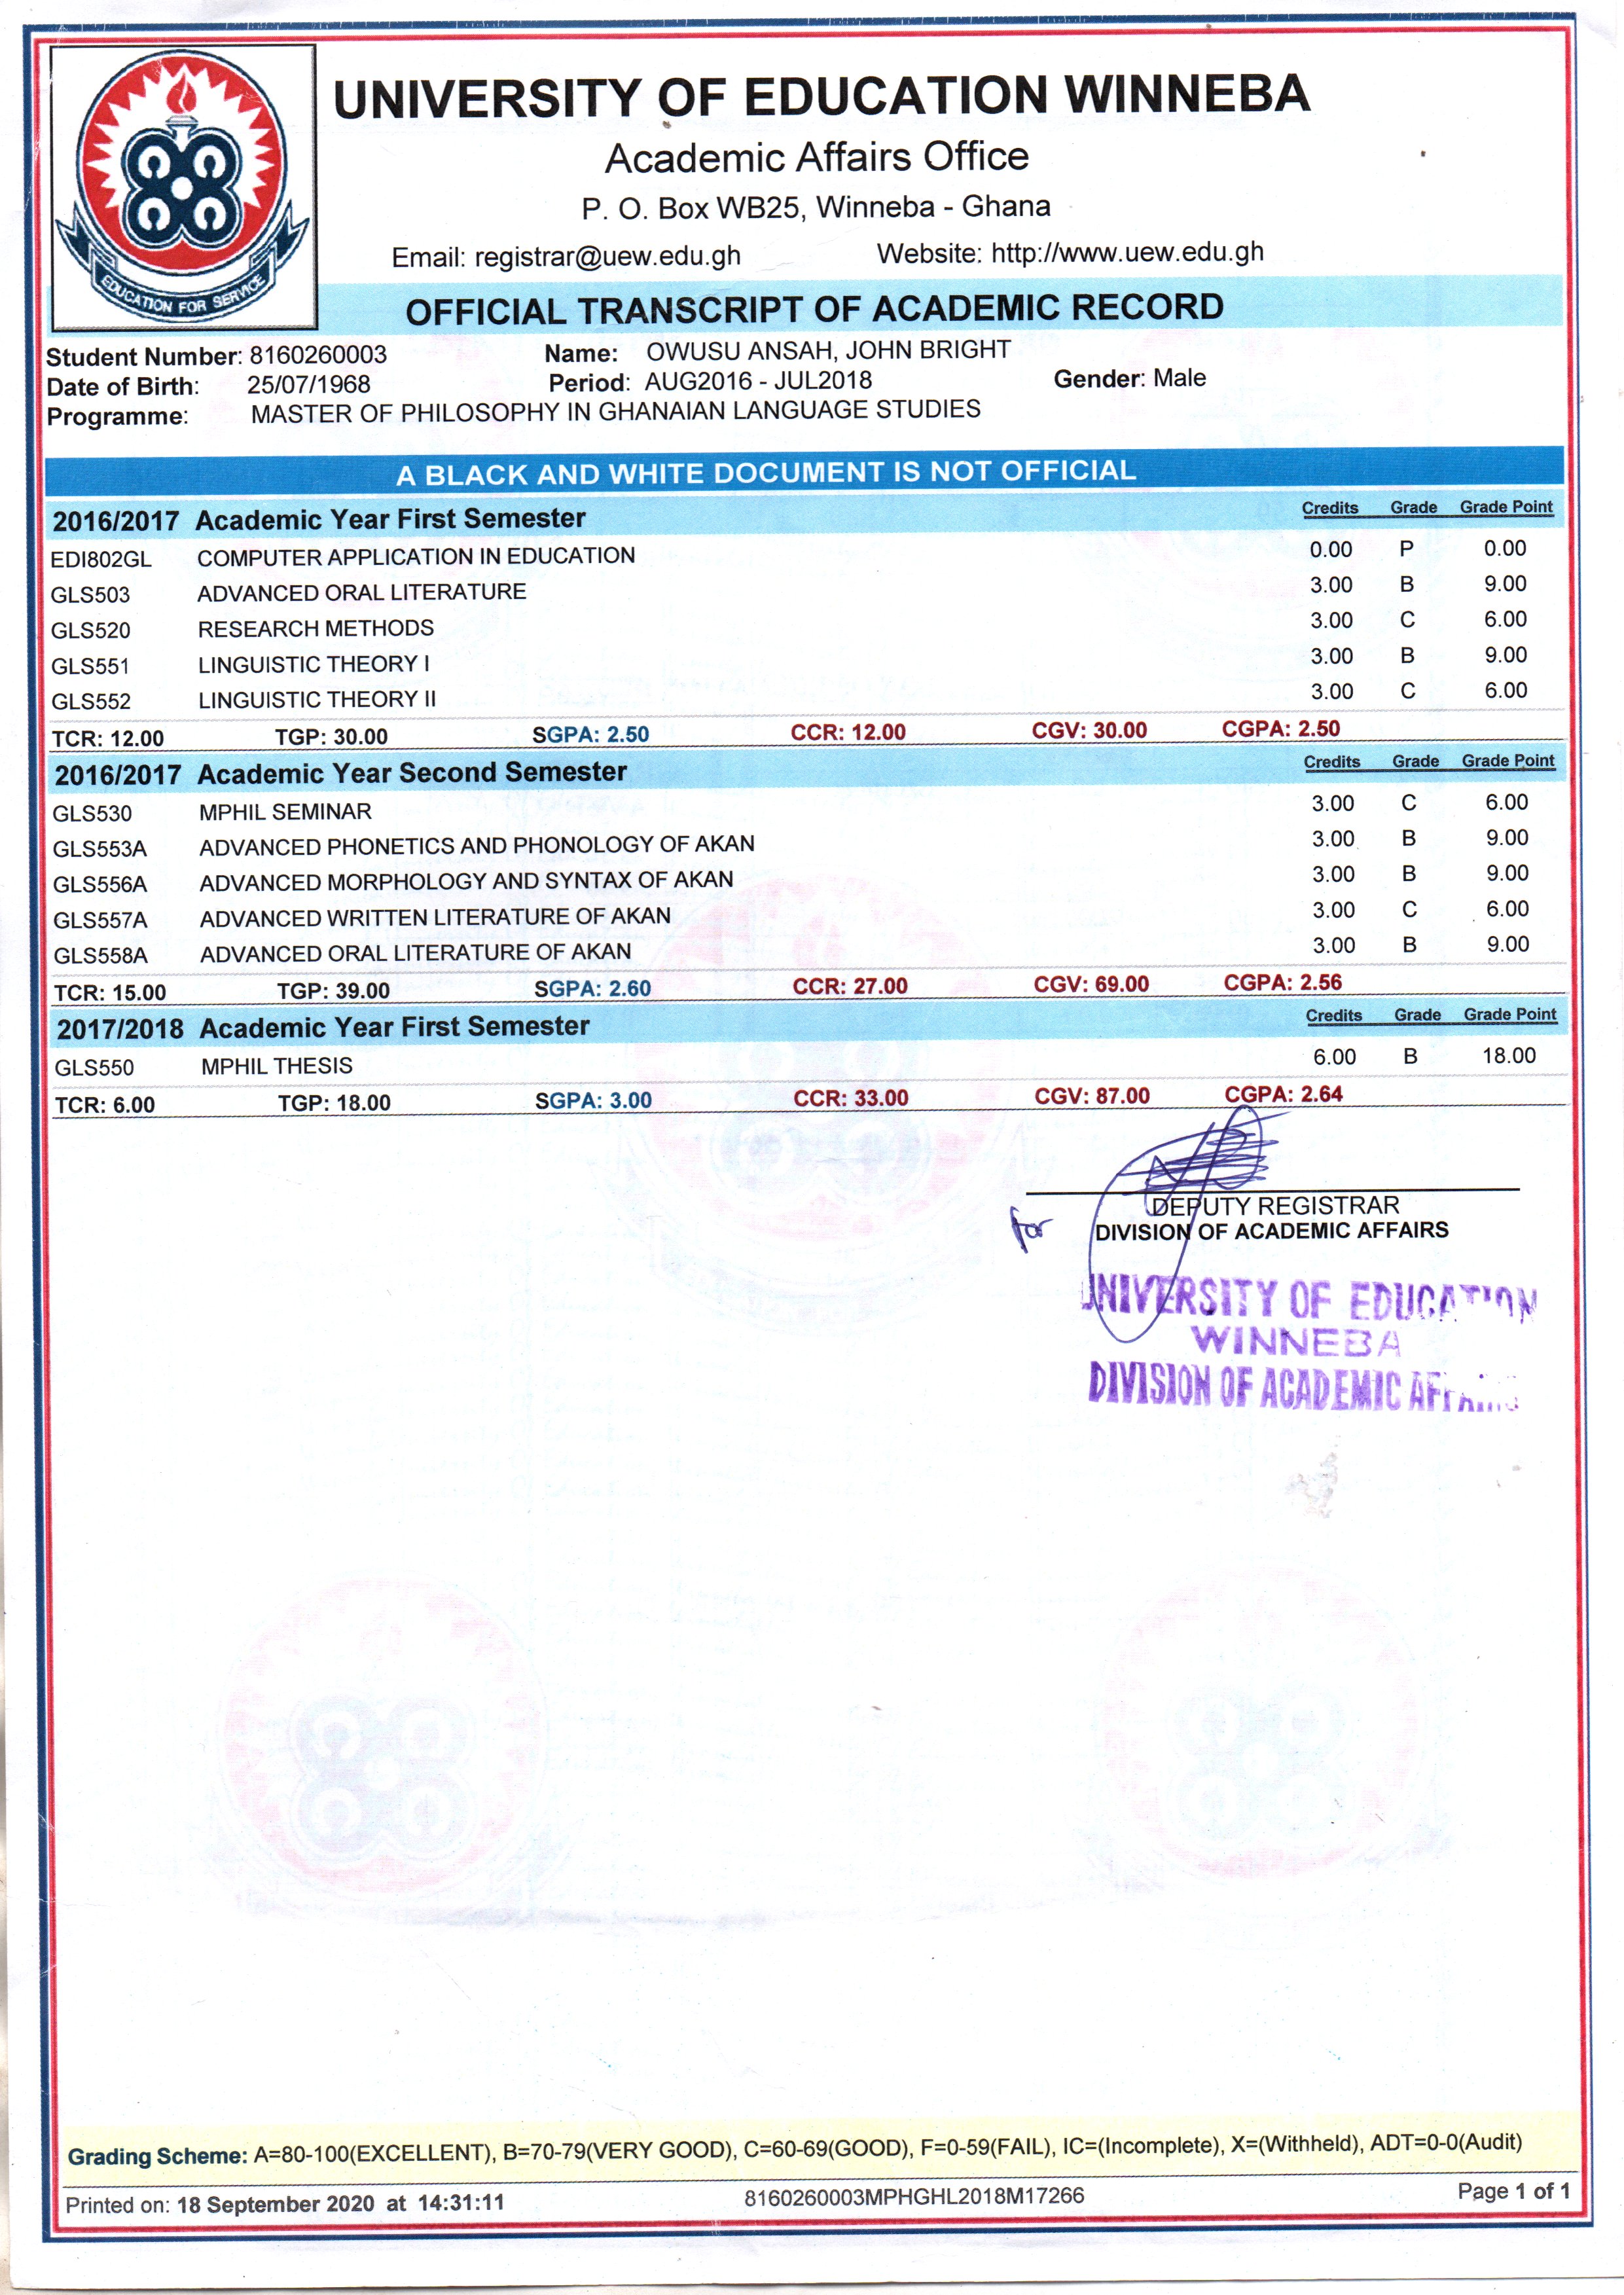 UNIVERSITY OF EDUCATION WINNEBA
Academic Affairs Office
P. O. Box WB25, Winneba - Ghana
Email: registrar@uew.edu.gh Website: http://www.uew.edu.gh
EDUCATION FOR SERVICE
OFFICIAL TRANSCRIPT OF ACADEMIC RECORD
Student Number: 8160260003 Name: OWUSU ANSAH, JOHN BRIGHT
Date of Birth: 25/07/1968 Period: AUG2016 - JUL2018 Gender: Male
Programme: MASTER OF PHILOSOPHY IN GHANAIAN LANGUAGE STUDIES
A BLACK AND WHITE DOCUMENT IS NOT OFFICIAL
2016/2017 Academic Year First Semester Credits Grade Grade Point
EDI802GL COMPUTER APPLICATION IN EDUCATION 0.00 P 0.00
GLS503 ADVANCED ORAL LITERATURE 3.00 B 9.00
GLS520 RESEARCH METHODS 3.00 C 6.00
GLS551 LINGUISTIC THEORY I 3.00 B 9.00
GLS552 LINGUISTIC THEORY II 3.00 C 6.00
TCR: 12.00 TGP: 30.00 SGPA: 2.50 CCR: 12.00 CGV: 30.00 CGPA: 2.50
2016/2017 Academic Year Second Semester Credits Grade Grade Point
GLS530 MPHIL SEMINAR 3.00 C 6.00
GLS553A ADVANCED PHONETICS AND PHONOLOGY OF AKAN 3.00 B 9.00
GLS556A ADVANCED MORPHOLOGY AND SYNTAX OF AKAN 3.00 B 9.00
GLS557A ADVANCED WRITTEN LITERATURE OF AKAN 3.00 C 6.00
GLS558A ADVANCED ORAL LITERATURE OF AKAN 3.00 B 9.00
TCR: 15.00 TGP: 39.00 SGPA: 2.60 CCR: 27.00 CGV: 69.00 CGPA: 2.56
2017/2018 Academic Year First Semester Credits Grade Grade Point
GLS550 MPHIL THESIS 6.00 B 18.00
TCR: 6.00 TGP: 18.00 SGPA: 3.00 CCR: 33.00 CGV: 87.00 CGPA: 2.64
DEPUTY REGISTRAR
for DIVISION OF ACADEMIC AFFAIRS
UNIVERSITY OF EDUCATION
WINNEBA
DIVISION OF ACADEMIC AFFAIRS
Grading Scheme: A=80-100(EXCELLENT), B=70-79(VERY GOOD), C=60-69(GOOD), F=0-59(FAIL), IC=(Incomplete), X=(Withheld), ADT=0-0(Audit)
Printed on: 18 September 2020 at 14:31:11 8160260003MPHGHL2018M17266 Page 1 of 1